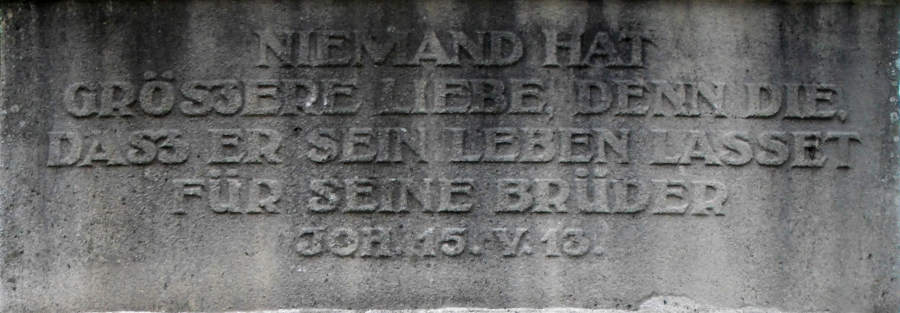 NIEMAND HAT
GRÖSZERE LIEBE, DENN DIE,
DASZ ER SEIN LEBEN LASSET
FÜR SEINE BRÜDER
JOH. 15. V. 13.